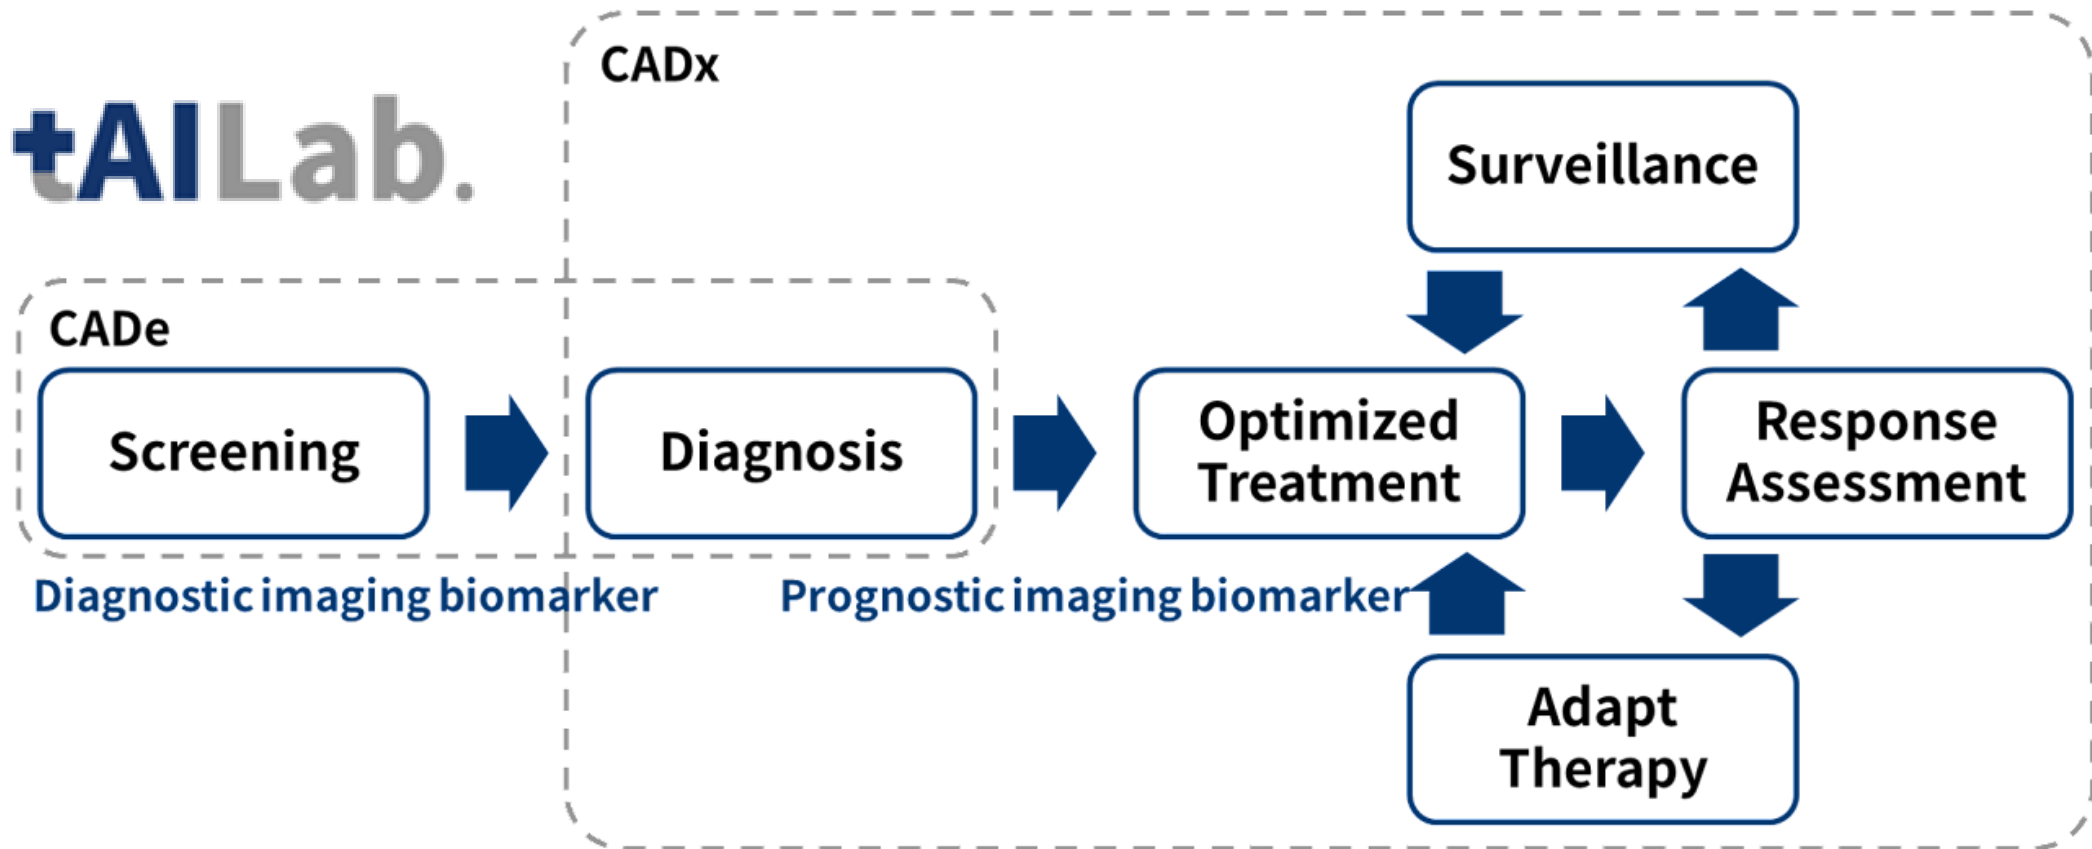 CADx
tAILab.
Surveillance
CADe
Screening
Diagnosis
Optimized
Treatment
Response
Assessment
Diagnostic imaging biomarker
Prognostic imaging biomarker
Adapt
Therapy